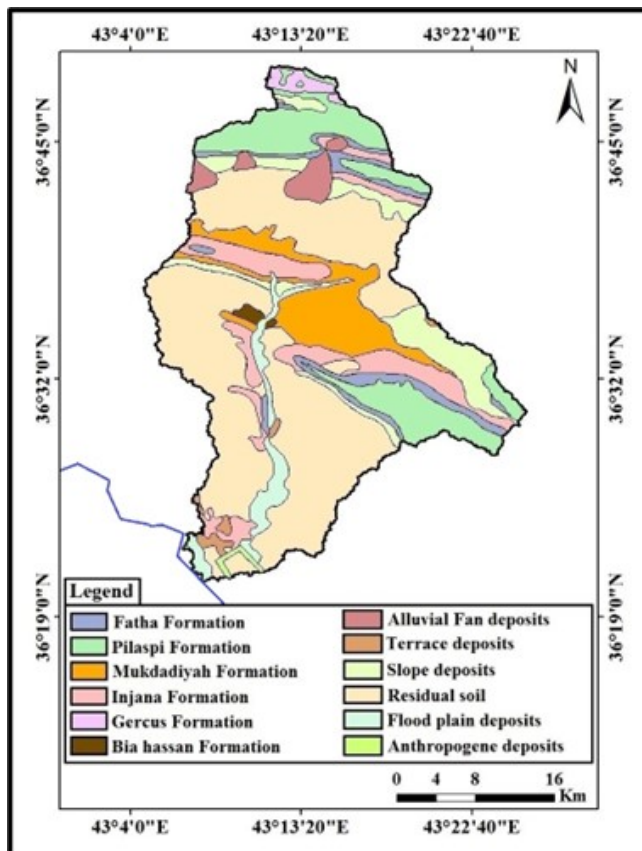 43°4'0"E 43°13'20"E 43°22'40"E
N
36°45'0"N 36°45'0"N
36°32'0"N 36°32'0"N
36°19'0"N 36°19'0"N
Legend
Fatha Formation
Pilaspi Formation
Mukdadiyah Formation
Injana Formation
Gercus Formation
Bia hassan Formation
Alluvial Fan deposits
Terrace deposits
Slope deposits
Residual soil
Flood plain deposits
Anthropogene deposits
0 4 8 16
Km
43°4'0"E 43°13'20"E 43°22'40"E